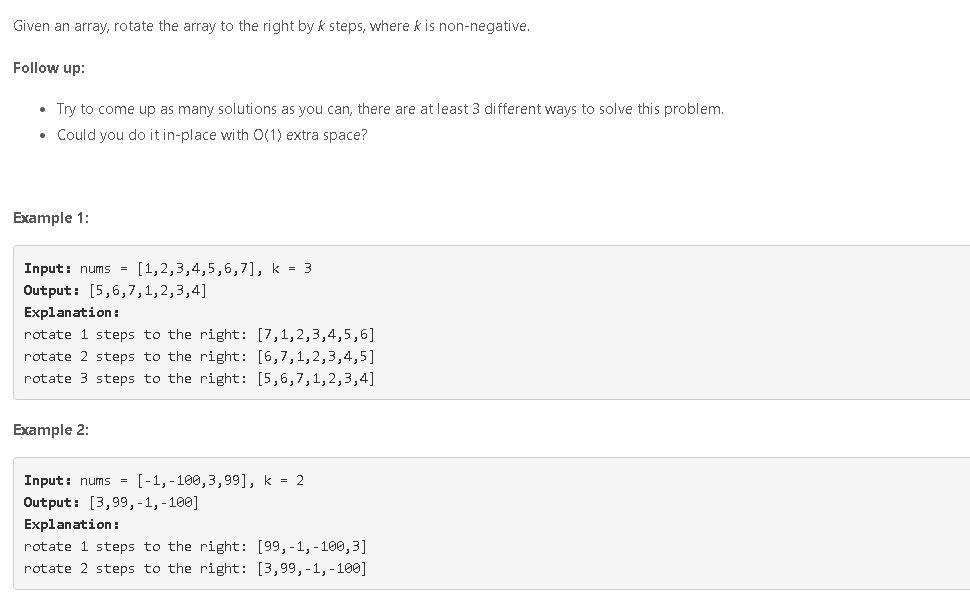 Given an array, rotate the array to the right by k steps, where k is non-negative.
Follow up:
• Try to come up as many solutions as you can, there are at least 3 different ways to solve this problem.
• Could you do it in-place with O(1) extra space?
Example 1:
Input: nums = [1,2,3,4,5,6,7], k = 3
Output: [5,6,7,1,2,3,4]
Explanation:
rotate 1 steps to the right: [7,1,2,3,4,5,6]
rotate 2 steps to the right: [6,7,1,2,3,4,5]
rotate 3 steps to the right: [5,6,7,1,2,3,4]
Example 2:
Input: nums = [-1,-100,3,99], k = 2
Output: [3,99,-1,-100]
Explanation:
rotate 1 steps to the right: [99,-1,-100,3]
rotate 2 steps to the right: [3,99,-1,-100]